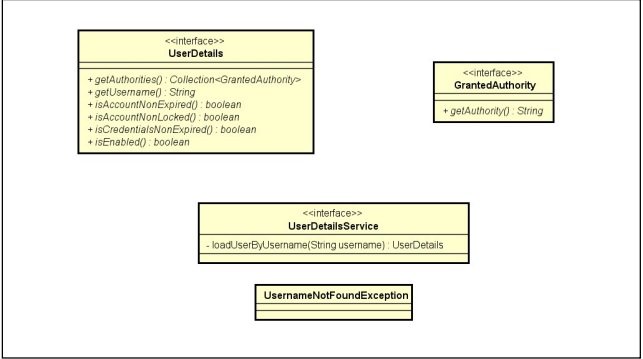 <<interface>>
UserDetails
+ getAuthorities() : Collection<GrantedAuthority>
+ getUsername() : String
+ isAccountNonExpired() : boolean
+ isAccountNonLocked() : boolean
+ isCredentialsNonExpired() : boolean
+ isEnabled() : boolean
<<interface>>
GrantedAuthority
+ getAuthority() : String
<<interface>>
UserDetailsService
- loadUserByUsername(String username) : UserDetails
UsernameNotFoundException